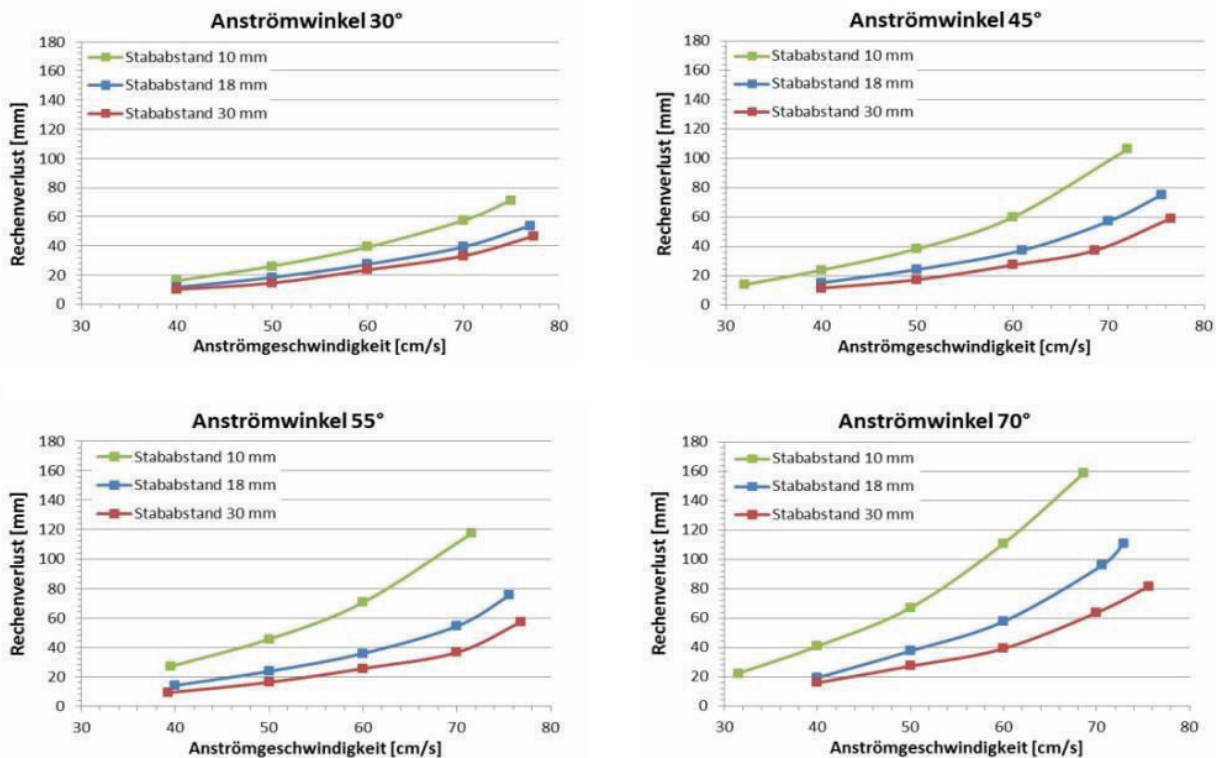 Anströmwinkel 30°
180
160
140
120
100
80
60
40
20
0
Rechenverlust [mm]
Stababstand 10 mm
Stababstand 18 mm
Stababstand 30 mm
30 40 50 60 70 80
Anströmgeschwindigkeit [cm/s]
Anströmwinkel 45°
180
160
140
120
100
80
60
40
20
0
Rechenverlust [mm]
Stababstand 10 mm
Stababstand 18 mm
Stababstand 30 mm
30 40 50 60 70 80
Anströmgeschwindigkeit [cm/s]
Anströmwinkel 55°
180
160
140
120
100
80
60
40
20
0
Rechenverlust [mm]
Stababstand 10 mm
Stababstand 18 mm
Stababstand 30 mm
30 40 50 60 70 80
Anströmgeschwindigkeit [cm/s]
Anströmwinkel 70°
180
160
140
120
100
80
60
40
20
0
Rechenverlust [mm]
Stababstand 10 mm
Stababstand 18 mm
Stababstand 30 mm
30 40 50 60 70 80
Anströmgeschwindigkeit [cm/s]